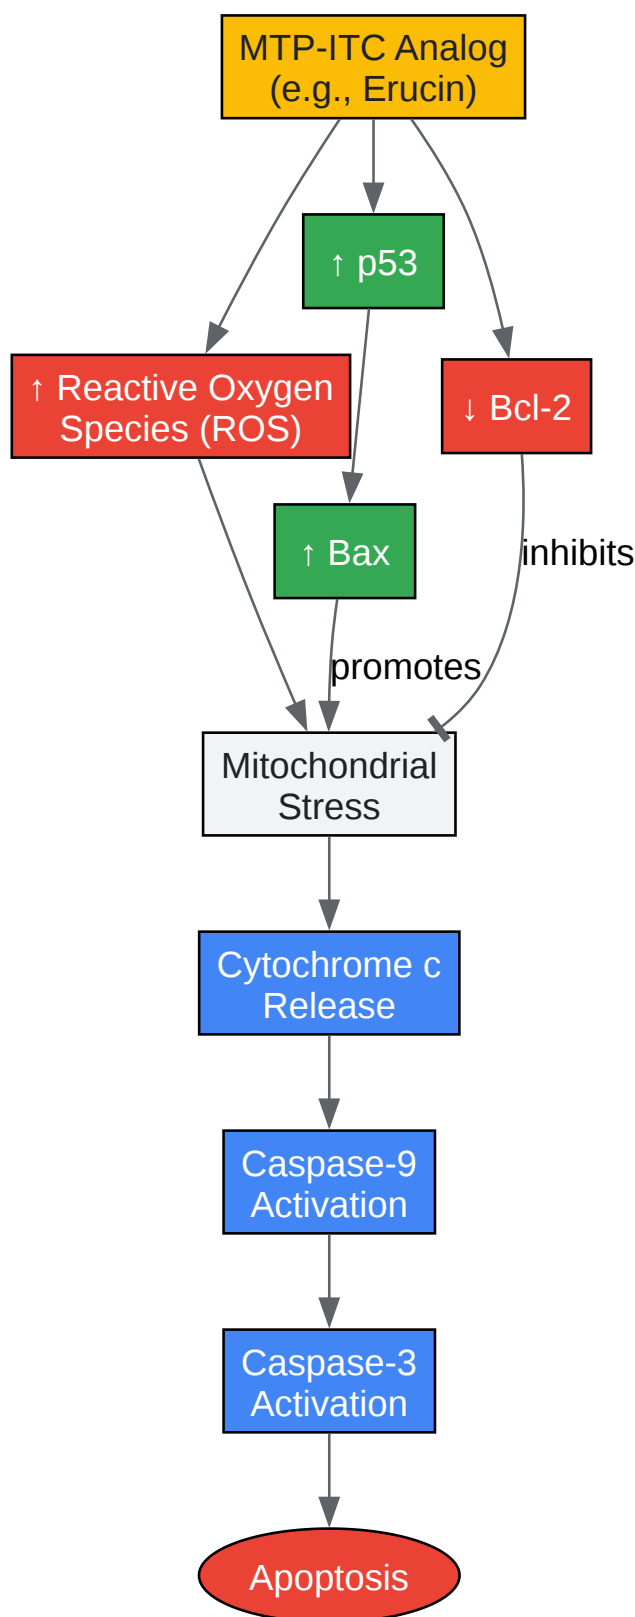 MTP-ITC Analog
(e.g., Erucin)
↑ p53
↑ Reactive Oxygen
Species (ROS)
↓ Bcl-2
↑ Bax
inhibits
promotes
Mitochondrial
Stress
Cytochrome c
Release
Caspase-9
Activation
Caspase-3
Activation
Apoptosis